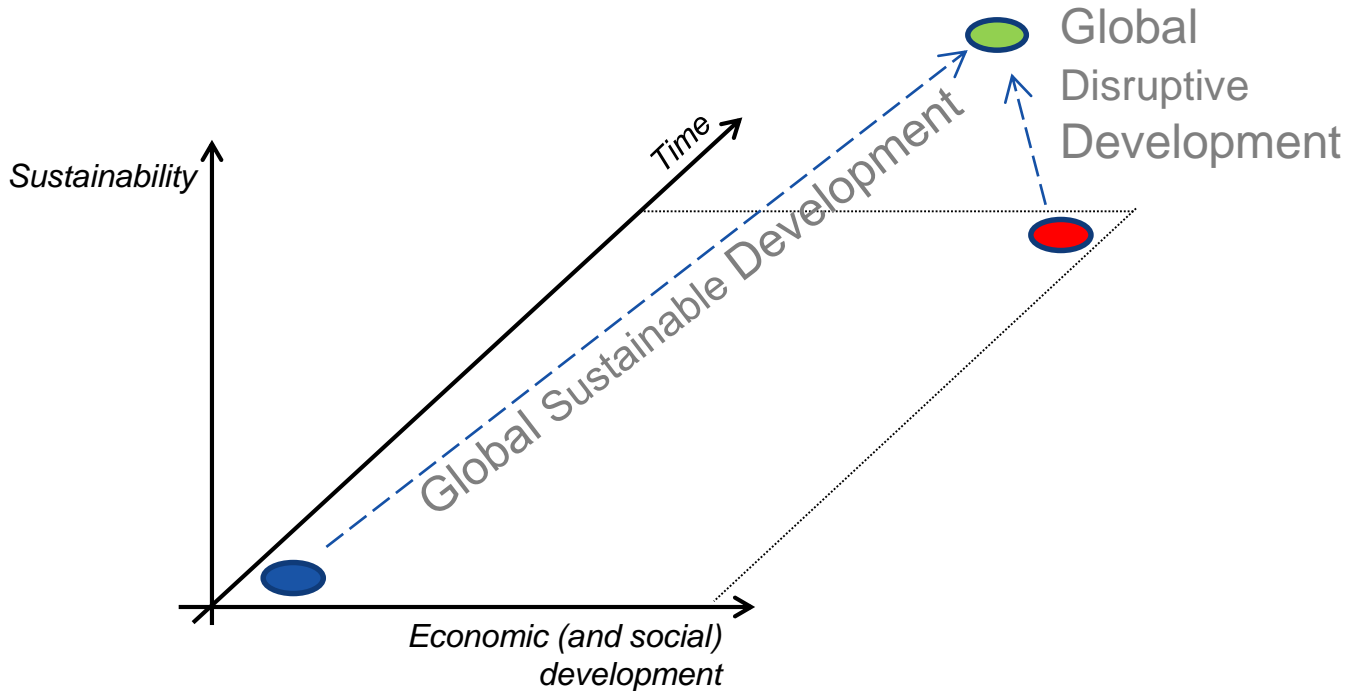 Global
Disruptive
Development
Time
Sustainability
Global Sustainable Development
Economic (and social)
development